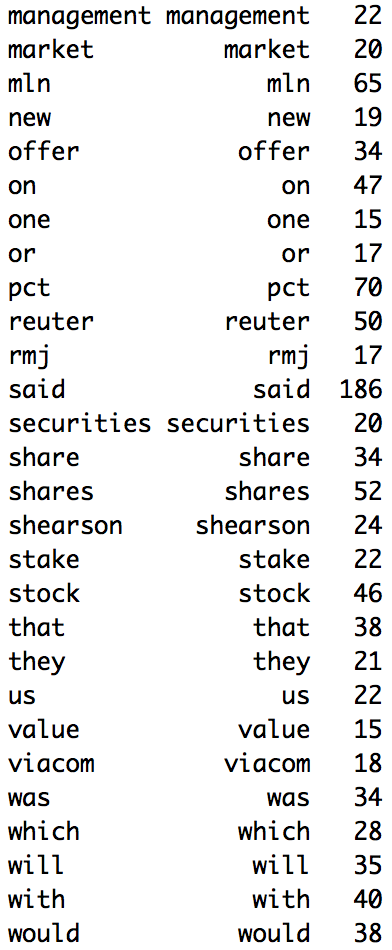 management management 22
market market 20
mln mln 65
new new 19
offer offer 34
on on 47
one one 15
or or 17
pct pct 70
reuter reuter 50
rmj rmj 17
said said 186
securities securities 20
share share 34
shares shares 52
shearson shearson 24
stake stake 22
stock stock 46
that that 38
they they 21
us us 22
value value 15
viacom viacom 18
was was 34
which which 28
will will 35
with with 40
would would 38